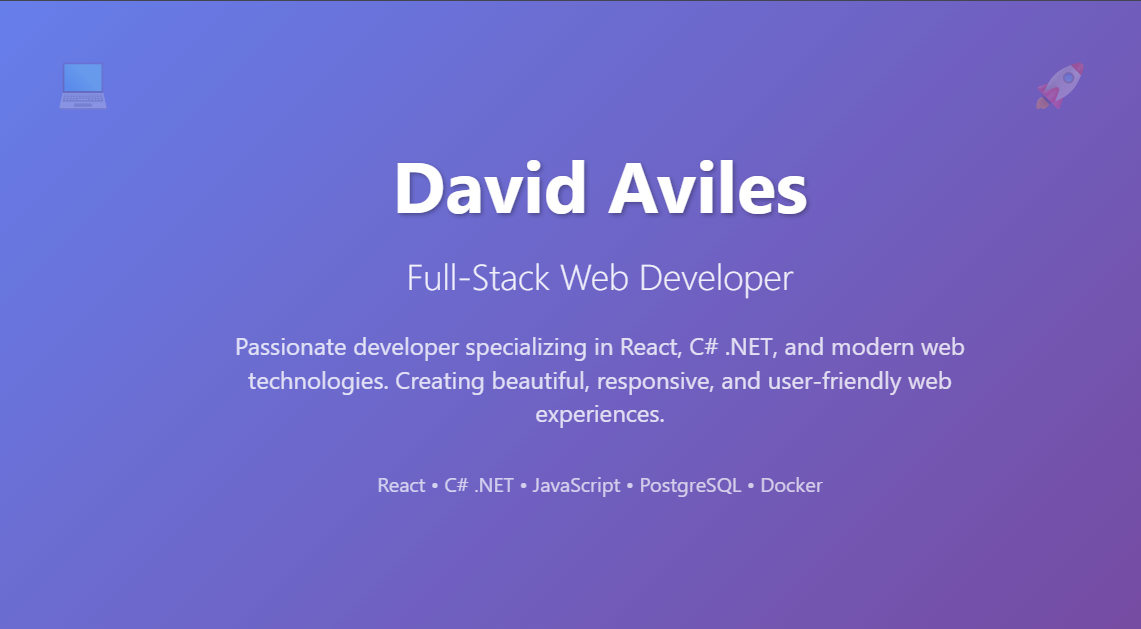 David Aviles
Full-Stack Web Developer
Passionate developer specializing in React, C# .NET, and modern web
technologies. Creating beautiful, responsive, and user-friendly web
experiences.
React • C# .NET • JavaScript • PostgreSQL • Docker